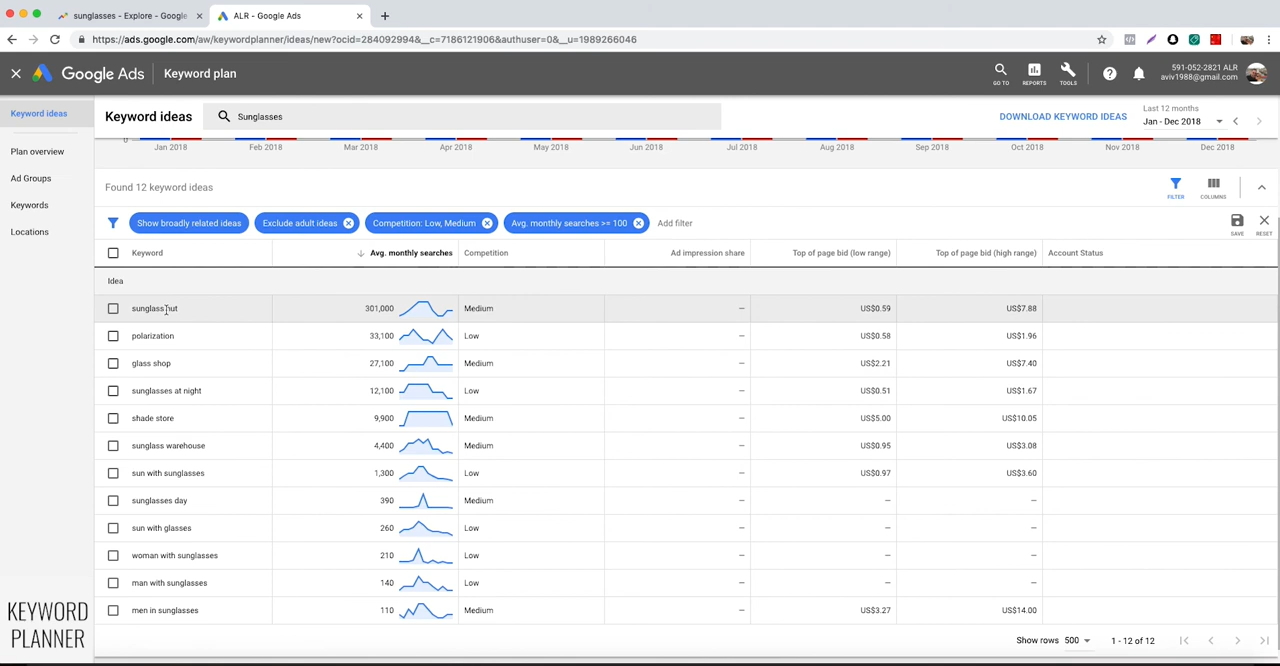 sunglasses - Explore - Google
ALR - Google Ads
https://ads.google.com/aw/keywordplanner/ideas/new?ocid=284092994&__c=7186121906&authuser=0&__u=1989266046
Google Ads
Keyword plan
GO TO
REPORTS
TOOLS
591-052-2821 ALR
aviv1988@gmail.com
Keyword ideas
Plan overview
Ad Groups
Keywords
Locations
Keyword ideas
Sunglasses
DOWNLOAD KEYWORD IDEAS
Last 12 months
Jan - Dec 2018
0
Jan 2018 Feb 2018 Mar 2018 Apr 2018 May 2018 Jun 2018 Jul 2018 Aug 2018 Sep 2018 Oct 2018 Nov 2018 Dec 2018
Found 12 keyword ideas
FILTER
COLUMNS
Show broadly related ideas
Exclude adult ideas
Competition: Low, Medium
Avg. monthly searches >= 100
Add filter
SAVE
RESET
Keyword Avg. monthly searches Competition Ad impression share Top of page bid (low range) Top of page bid (high range) Account Status
Idea
sunglass hut 301,000 Medium – US$0.59 US$7.88
polarization 33,100 Low – US$0.58 US$1.96
glass shop 27,100 Medium – US$2.21 US$7.40
sunglasses at night 12,100 Low – US$0.51 US$1.67
shade store 9,900 Medium – US$5.00 US$10.05
sunglass warehouse 4,400 Medium – US$0.95 US$3.08
sun with sunglasses 1,300 Low – US$0.97 US$3.60
sunglasses day 390 Medium – – –
sun with glasses 260 Low – – –
woman with sunglasses 210 Low – – –
man with sunglasses 140 Low – – –
men in sunglasses 110 Medium – US$3.27 US$14.00
Show rows 500 1 - 12 of 12
KEYWORD
PLANNER